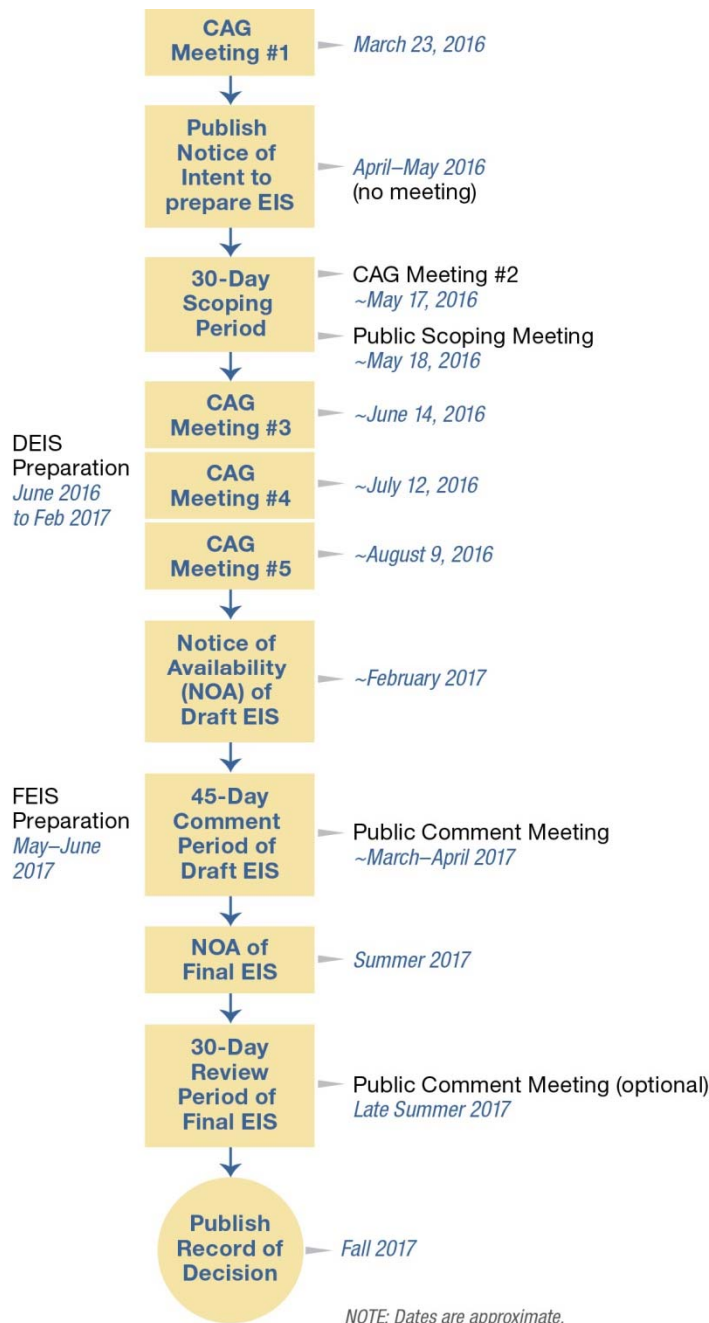 CAG
Meeting #1
March 23, 2016
Publish
Notice of
Intent to
prepare EIS
April–May 2016
(no meeting)
30-Day
Scoping
Period
CAG Meeting #2
~May 17, 2016
Public Scoping Meeting
~May 18, 2016
DEIS
Preparation
June 2016
to Feb 2017
CAG
Meeting #3
~June 14, 2016
CAG
Meeting #4
~July 12, 2016
CAG
Meeting #5
~August 9, 2016
Notice of
Availability
(NOA) of
Draft EIS
~February 2017
FEIS
Preparation
May–June
2017
45-Day
Comment
Period of
Draft EIS
Public Comment Meeting
~March–April 2017
NOA of
Final EIS
Summer 2017
30-Day
Review
Period of
Final EIS
Public Comment Meeting (optional)
Late Summer 2017
Publish
Record of
Decision
Fall 2017
NOTE: Dates are approximate.